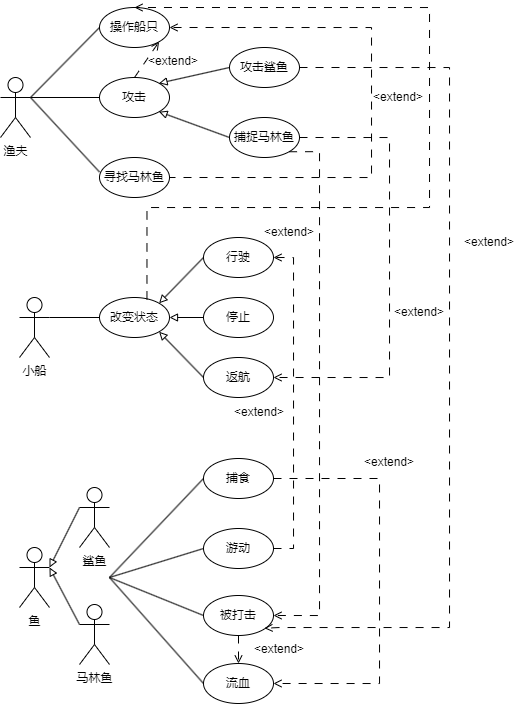 操作船只
<extend>
攻击
攻击鲨鱼
<extend>
渔夫
捕捉马林鱼
寻找马林鱼
<extend>
<extend>
行驶
改变状态
停止
<extend>
小船
返航
<extend>
<extend>
捕食
鲨鱼
游动
鱼
被打击
<extend>
马林鱼
流血